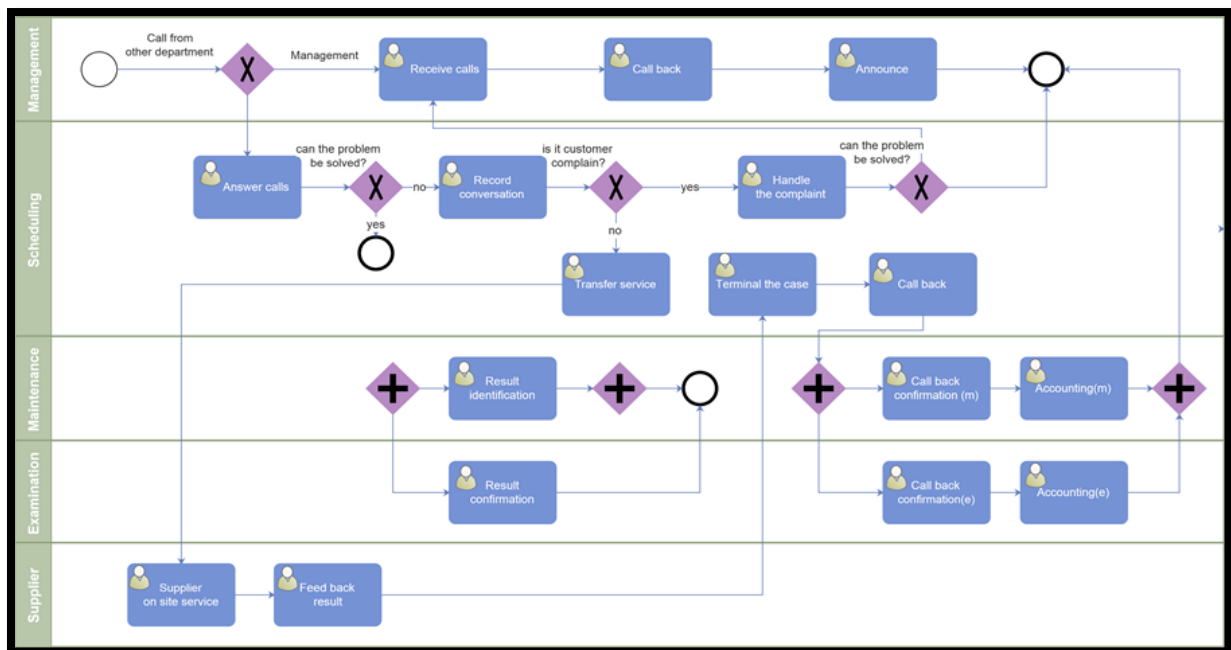 Management
Call from
other department
Management
Receive calls
Call back
Announce
Scheduling
Answer calls
can the problem
be solved?
no
yes
Record
conversation
is it customer
complain?
yes
no
Handle
the complaint
can the problem
be solved?
Transfer service
Terminal the case
Call back
Maintenance
Result
identification
Call back
confirmation (m)
Accounting(m)
Examination
Result
confirmation
Call back
confirmation(e)
Accounting(e)
Supplier
Supplier
on site service
Feed back
result